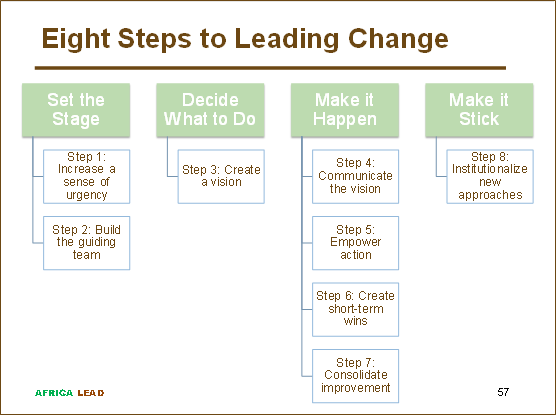 Eight Steps to Leading Change
Set the
Stage
Step 1:
Increase a
sense of
urgency
Step 2: Build
the guiding
team
Decide
What to Do
Step 3: Create
a vision
Make it
Happen
Step 4:
Communicate
the vision
Step 5:
Empower
action
Step 6: Create
short-term
wins
Step 7:
Consolidate
improvement
Make it
Stick
Step 8:
Institutionalize
new
approaches
AFRICA LEAD
57